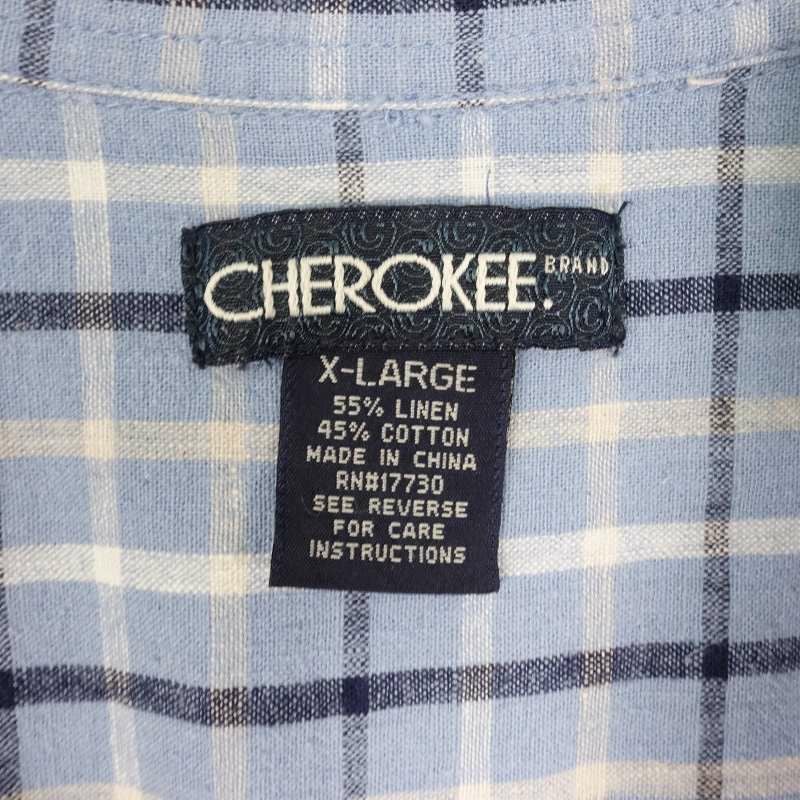 CHEROKEE. BRAND
X-LARGE
55% LINEN
45% COTTON
MADE IN CHINA
RN#17730
SEE REVERSE
FOR CARE
INSTRUCTIONS